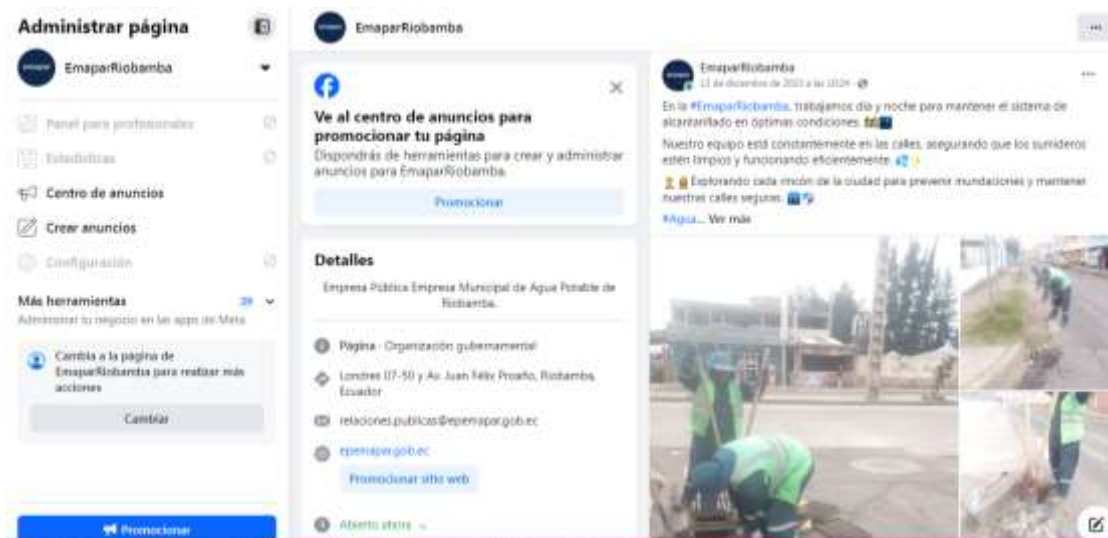 Administrar página
EmaparRiobamba
Panel para profesionales
Estadísticas
Centro de anuncios
Crear anuncios
Configuración
Más herramientas
Administrar tu negocio en las apps de Meta
Cambia a la página de
EmaparRiobamba para realizar más
acciones
Cambiar
Promocionar
EmaparRiobamba
Ve al centro de anuncios para
promocionar tu página
Dispondrás de herramientas para crear y administrar
anuncios para EmaparRiobamba.
Promocionar
Detalles
Empresa Pública Empresa Municipal de Agua Potable de
Riobamba.
Página · Organización gubernamental
Londres 07-50 y Av. Juan Félix Proaño, Riobamba,
Ecuador
relaciones.publicas@epemapar.gob.ec
epemapar.gob.ec
Promocionar sitio web
Abierto ahora
EmaparRiobamba
de diciembre de 2023 a las
En la #EmaparRiobamba, trabajamos día y noche para mantener el sistema de
alcantarillado en óptimas condiciones.
Nuestro equipo está constantemente en las calles, asegurando que los sumideros
estén limpios y funcionando eficientemente.
Explorando cada rincón de la ciudad para prevenir inundaciones y mantener
nuestras calles seguras.
#Agua... Ver más